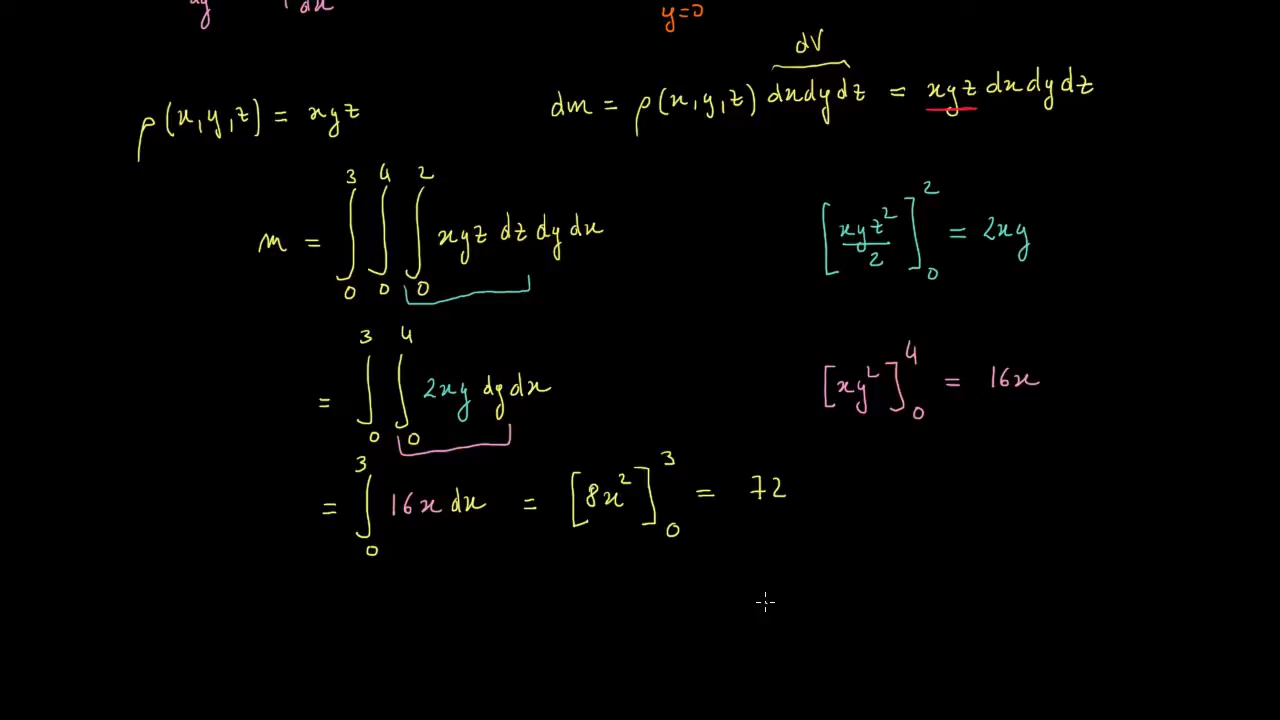 dx
y=0
dV
ρ(x,y,z) = xyz
dm = ρ(x,y,z) dxdydz = xyz dxdydz
m = ∫₀³ ∫₀⁴ ∫₀² xyz dz dy dx
[xyz²/2]₀² = 2xy
= ∫₀³ ∫₀⁴ 2xy dy dx
[xy²]₀⁴ = 16x
= ∫₀³ 16x dx = [8x²]₀³ = 72